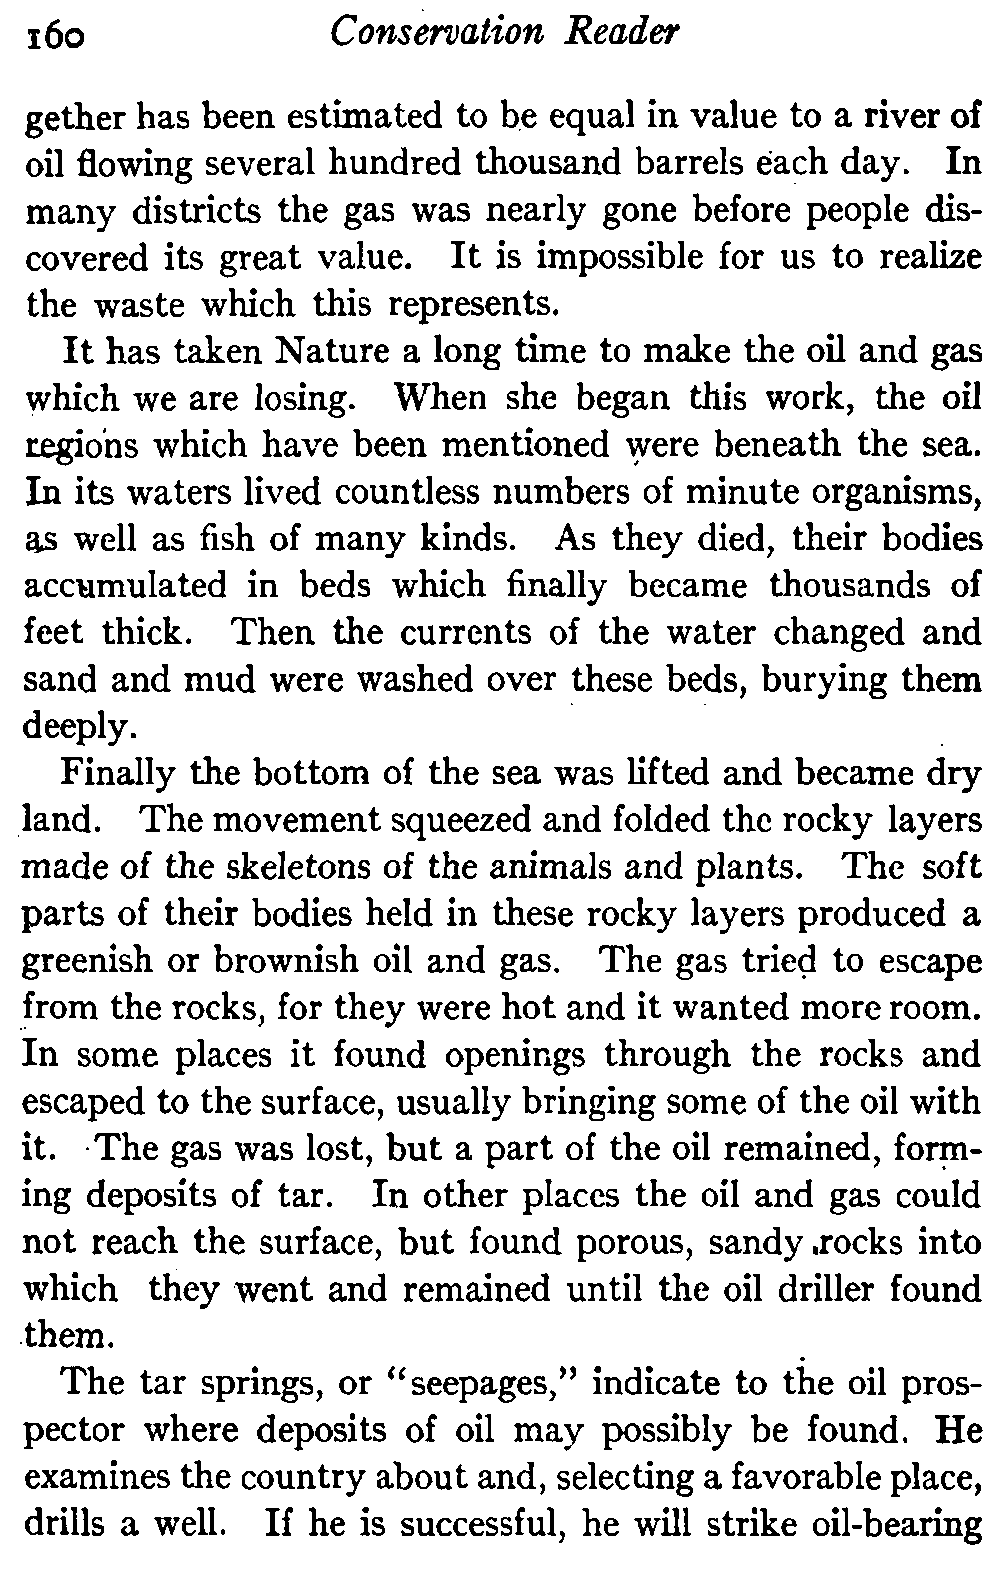 160 Conservation Reader
gether has been estimated to be equal in value to a river of
oil flowing several hundred thousand barrels each day. In
many districts the gas was nearly gone before people dis-
covered its great value. It is impossible for us to realize
the waste which this represents.
It has taken Nature a long time to make the oil and gas
which we are losing. When she began this work, the oil
regions which have been mentioned were beneath the sea.
In its waters lived countless numbers of minute organisms,
as well as fish of many kinds. As they died, their bodies
accumulated in beds which finally became thousands of
feet thick. Then the currents of the water changed and
sand and mud were washed over these beds, burying them
deeply.
Finally the bottom of the sea was lifted and became dry
land. The movement squeezed and folded the rocky layers
made of the skeletons of the animals and plants. The soft
parts of their bodies held in these rocky layers produced a
greenish or brownish oil and gas. The gas tried to escape
from the rocks, for they were hot and it wanted more room.
In some places it found openings through the rocks and
escaped to the surface, usually bringing some of the oil with
it. The gas was lost, but a part of the oil remained, form-
ing deposits of tar. In other places the oil and gas could
not reach the surface, but found porous, sandy rocks into
which they went and remained until the oil driller found
them.
The tar springs, or "seepages," indicate to the oil pros-
pector where deposits of oil may possibly be found. He
examines the country about and, selecting a favorable place,
drills a well. If he is successful, he will strike oil-bearing